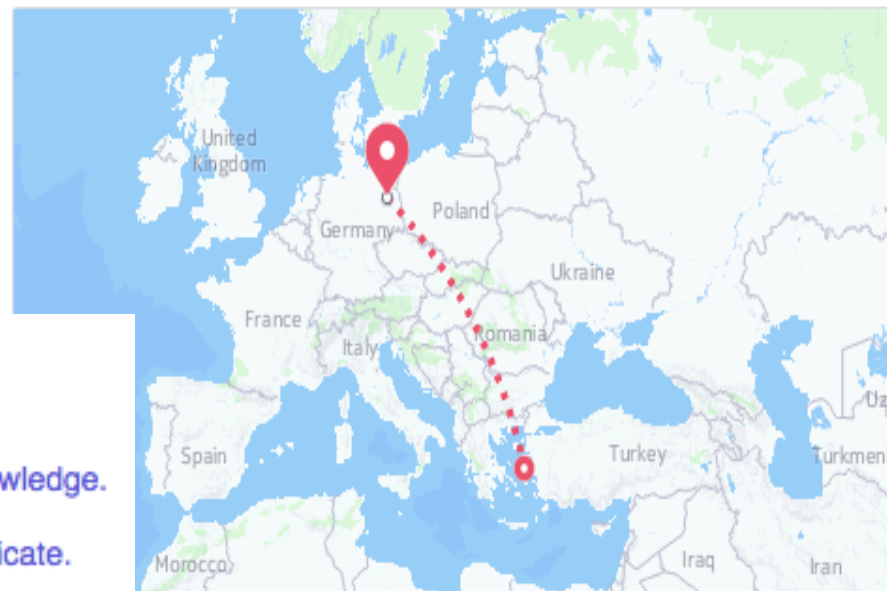 United
Kingdom
Poland
Germany
Ukraine
France
Romania
Italy
Spain
Turkey
Turkmen
wledge.
icate.
Morocco
Iraq
Iran
Uz